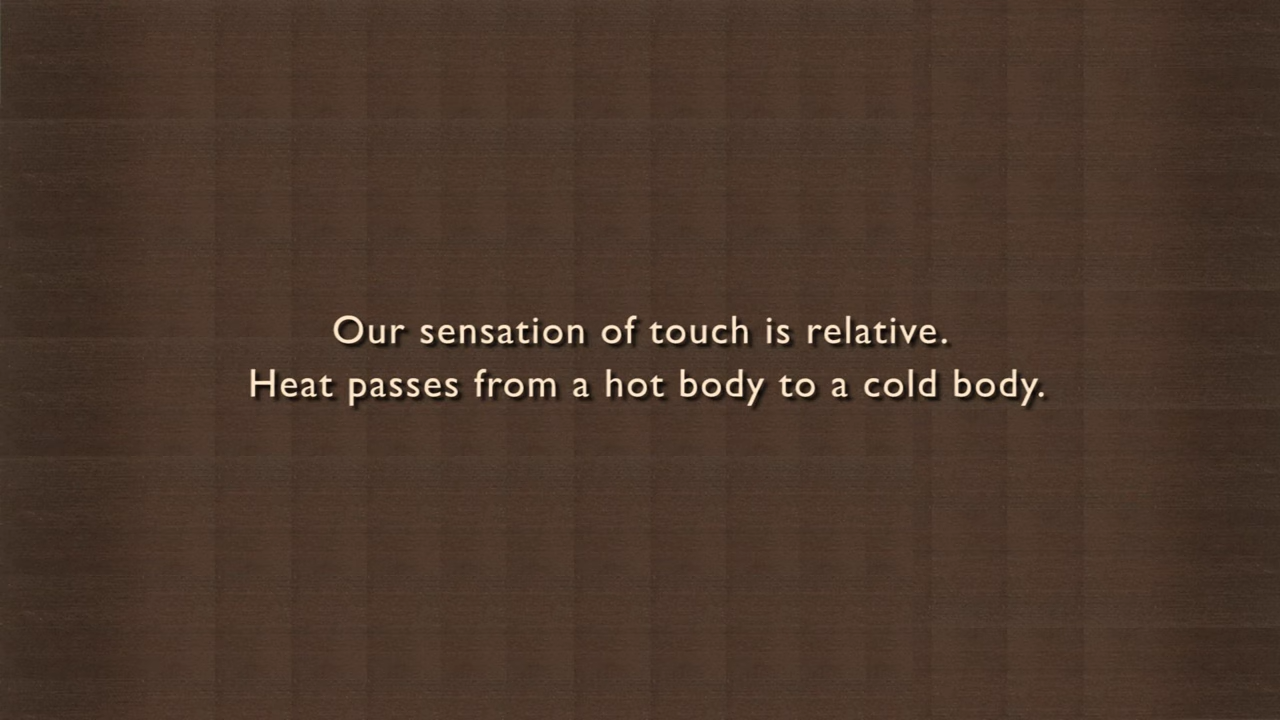 Our sensation of touch is relative.
Heat passes from a hot body to a cold body.